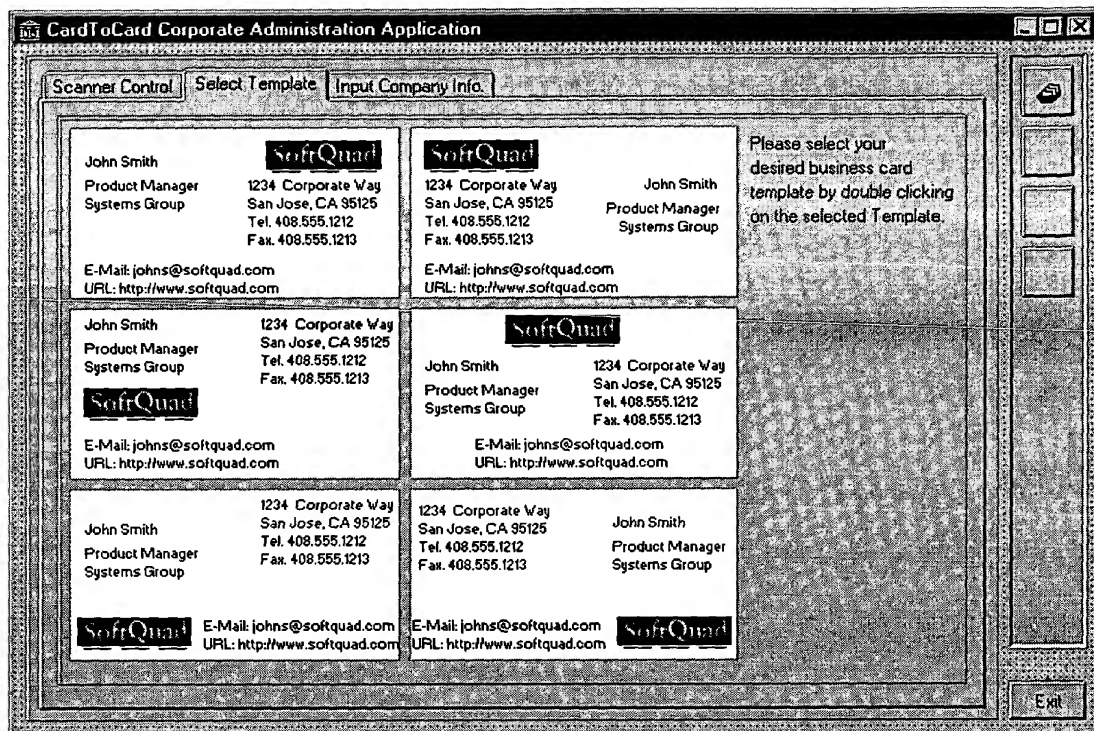 CardToCard Corporate Administration Application
Scanner Control
Select Template
Input Company Info.
John Smith
Product Manager
Systems Group
SoftQuad
1234 Corporate Way
San Jose, CA 95125
Tel. 408.555.1212
Fax. 408.555.1213
E-Mail: johns@softquad.com
URL: http://www.softquad.com
SoftQuad
1234 Corporate Way
San Jose, CA 95125
Tel. 408.555.1212
Fax. 408.555.1213
John Smith
Product Manager
Systems Group
E-Mail: johns@softquad.com
URL: http://www.softquad.com
Please select your
desired business card
template by double clicking
on the selected Template.
John Smith
Product Manager
Systems Group
1234 Corporate Way
San Jose, CA 95125
Tel. 408.555.1212
Fax. 408.555.1213
SoftQuad
E-Mail: johns@softquad.com
URL: http://www.softquad.com
SoftQuad
John Smith
Product Manager
Systems Group
1234 Corporate Way
San Jose, CA 95125
Tel. 408.555.1212
Fax. 408.555.1213
E-Mail: johns@softquad.com
URL: http://www.softquad.com
John Smith
Product Manager
Systems Group
1234 Corporate Way
San Jose, CA 95125
Tel. 408.555.1212
Fax. 408.555.1213
SoftQuad
E-Mail: johns@softquad.com
URL: http://www.softquad.com
1234 Corporate Way
San Jose, CA 95125
Tel. 408.555.1212
Fax. 408.555.1213
John Smith
Product Manager
Systems Group
E-Mail: johns@softquad.com
URL: http://www.softquad.com
SoftQuad
Exit